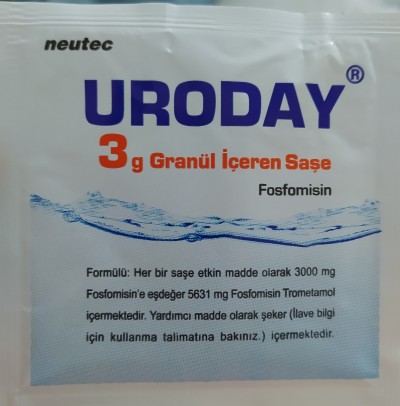 neutec
URODAY®
3 g Granül İçeren Saşe
Fosfomisin
Formülü: Her bir saşe etkin madde olarak 3000 mg
Fosfomisin'e eşdeğer 5631 mg Fosfomisin Trometamol
içermektedir. Yardımcı madde olarak şeker (İlave bilgi
için kullanma talimatına bakınız.) içermektedir.